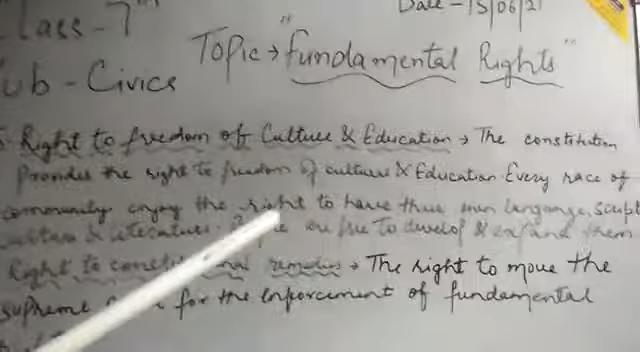 Class-7"
Date-15/06/21
Topic→ "Fundamental Rights"
Sub-Civics
Right to freedom of Culture & Education → The constitution
Provides the right to freedom of culture & Education. Every race of
community enjoy the right to have their own language, script
culture & literature. are free to develop & expand them
Right to → The right to move the
supreme for the enforcement of fundamental